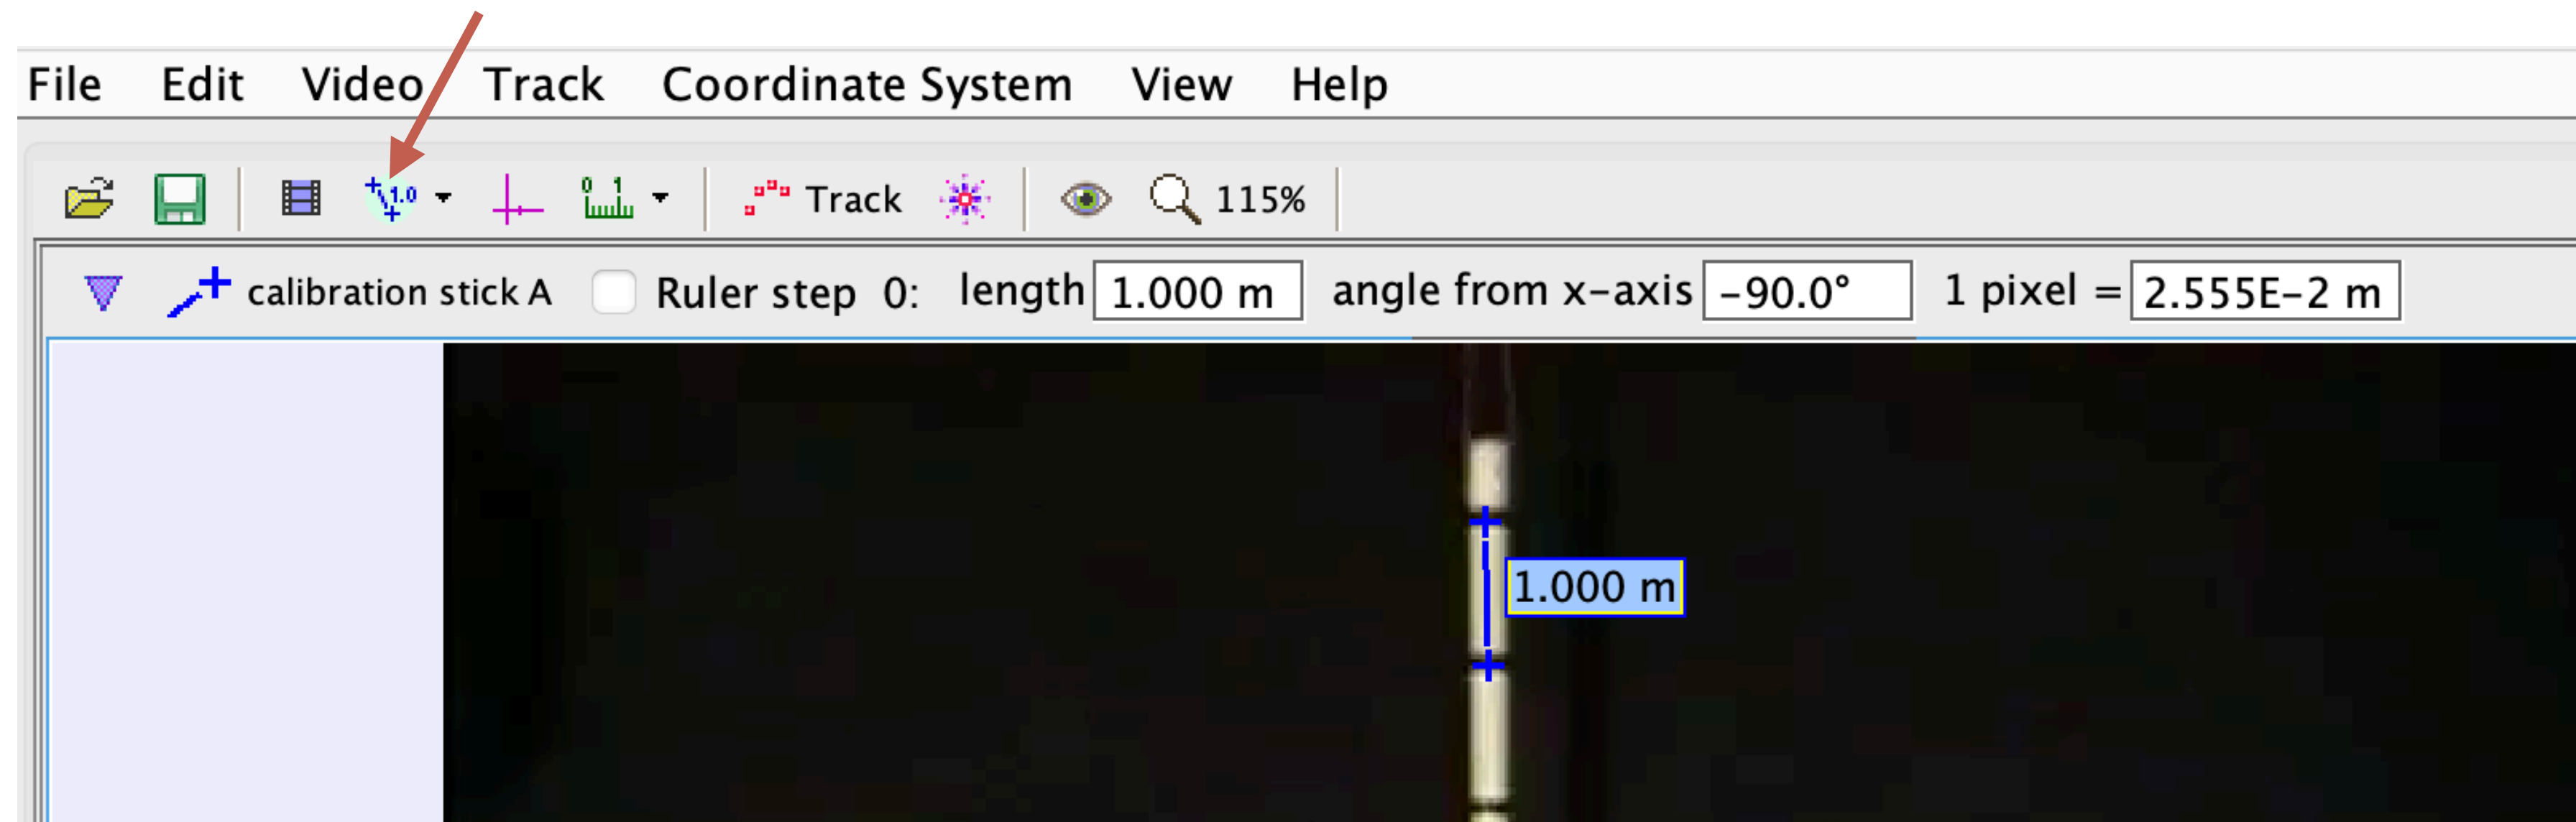 File Edit Video Track Coordinate System View Help
1.0 0 1 Track 115%
calibration stick A Ruler step 0: length 1.000 m angle from x-axis -90.0° 1 pixel = 2.555E-2 m
1.000 m